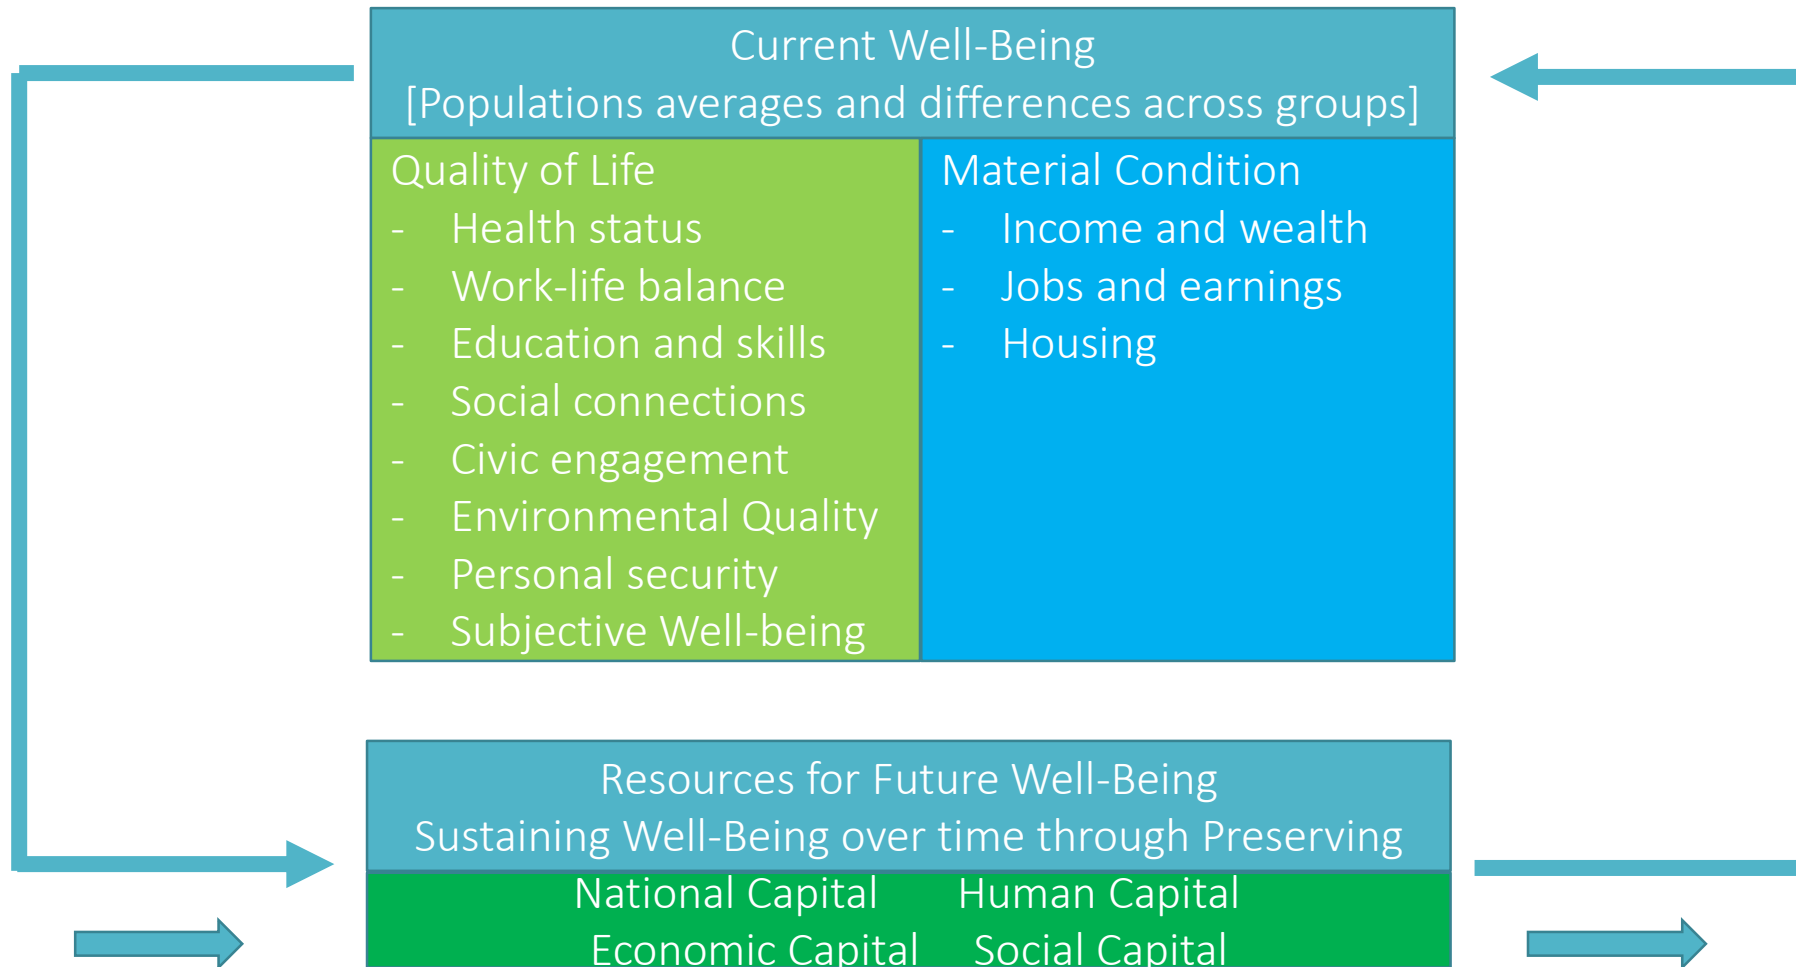 Current Well-Being
[Populations averages and differences across groups]
Quality of Life
- Health status
- Work-life balance
- Education and skills
- Social connections
- Civic engagement
- Environmental Quality
- Personal security
- Subjective Well-being
Material Condition
- Income and wealth
- Jobs and earnings
- Housing
Resources for Future Well-Being
Sustaining Well-Being over time through Preserving
National Capital Human Capital
Economic Capital Social Capital